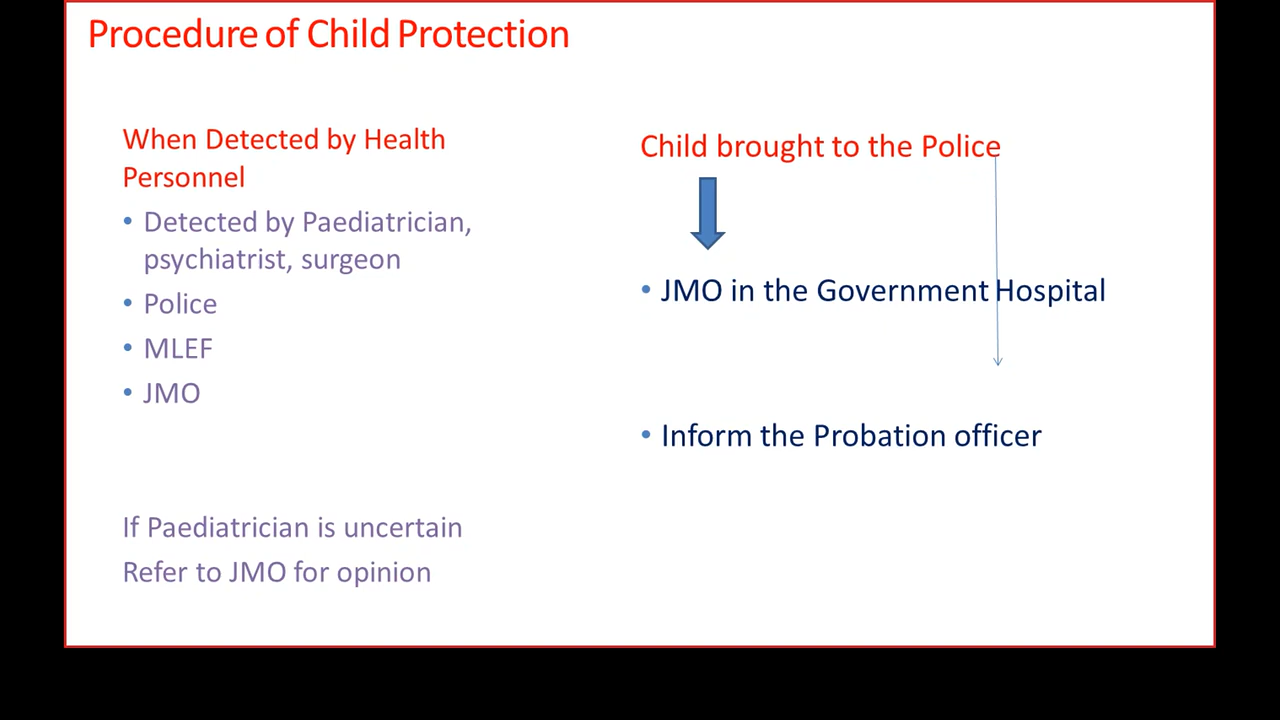 Procedure of Child Protection
When Detected by Health
Personnel
• Detected by Paediatrician,
psychiatrist, surgeon
• Police
• MLEF
• JMO
If Paediatrician is uncertain
Refer to JMO for opinion
Child brought to the Police
• JMO in the Government Hospital
• Inform the Probation officer